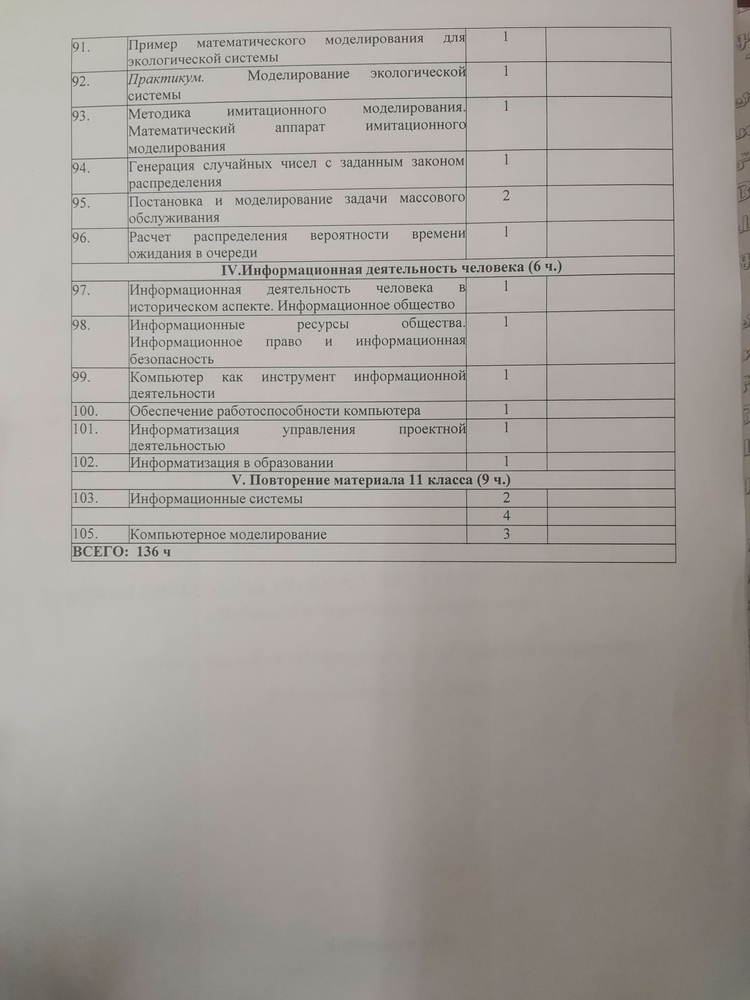 91. Пример математического моделирования для 1
экологической системы
92. Практикум. Моделирование экологической 1
системы
93. Методика имитационного моделирования. 1
Математический аппарат имитационного
моделирования
94. Генерация случайных чисел с заданным законом 1
распределения
95. Постановка и моделирование задачи массового 2
обслуживания
96. Расчет распределения вероятности времени 1
ожидания в очереди
IV.Информационная деятельность человека (6 ч.)
97. Информационная деятельность человека в 1
историческом аспекте. Информационное общество
98. Информационные ресурсы общества. 1
Информационное право и информационная
безопасность
99. Компьютер как инструмент информационной 1
деятельности
100. Обеспечение работоспособности компьютера 1
101. Информатизация управления проектной 1
деятельностью
102. Информатизация в образовании 1
V. Повторение материала 11 класса (9 ч.)
103. Информационные системы 2
4
105. Компьютерное моделирование 3
ВСЕГО: 136 ч